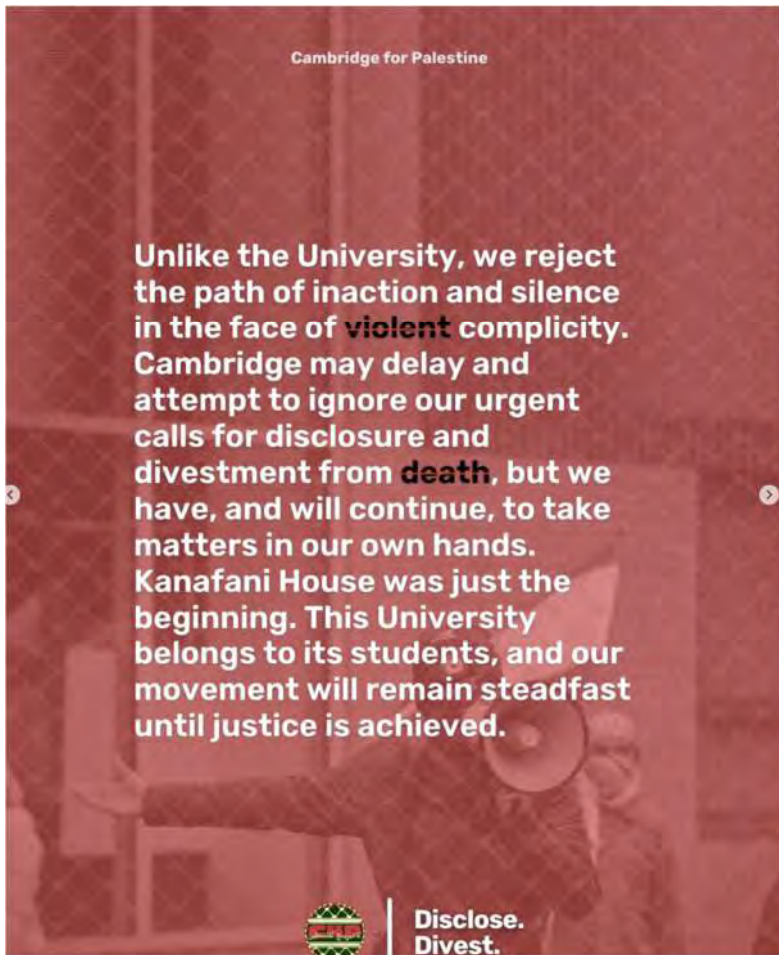 Cambridge for Palestine
Unlike the University, we reject
the path of inaction and silence
in the face of violent complicity.
Cambridge may delay and
attempt to ignore our urgent
calls for disclosure and
divestment from death, but we
have, and will continue, to take
matters in our own hands.
Kanafani House was just the
beginning. This University
belongs to its students, and our
movement will remain steadfast
until justice is achieved.
Disclose.
Divest.